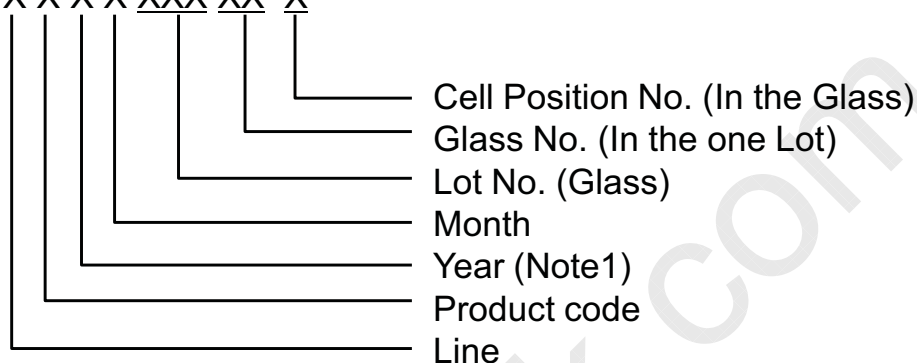 X X X X XXX XX X
Cell Position No. (In the Glass)
Glass No. (In the one Lot)
Lot No. (Glass)
Month
Year (Note1)
Product code
Line